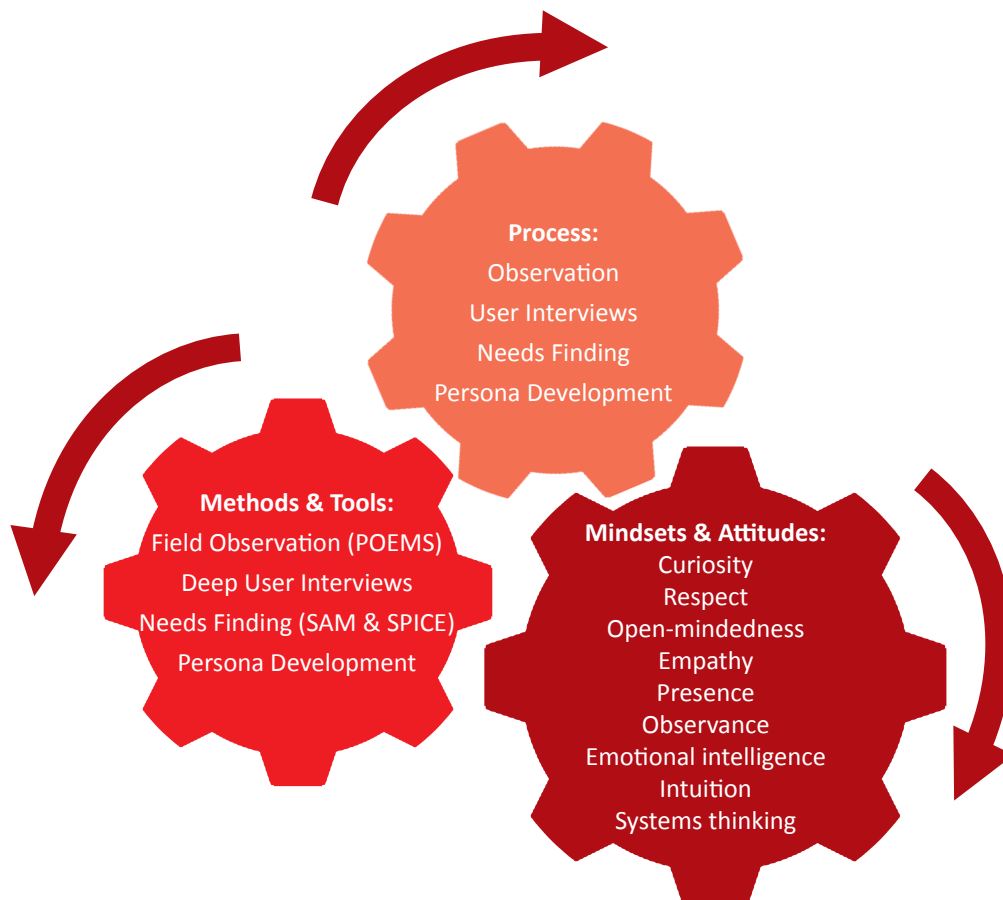 Process:
Observation
User Interviews
Needs Finding
Persona Development
Methods & Tools:
Field Observation (POEMS)
Deep User Interviews
Needs Finding (SAM & SPICE)
Persona Development
Mindsets & Attitudes:
Curiosity
Respect
Open-mindedness
Empathy
Presence
Observance
Emotional intelligence
Intuition
Systems thinking